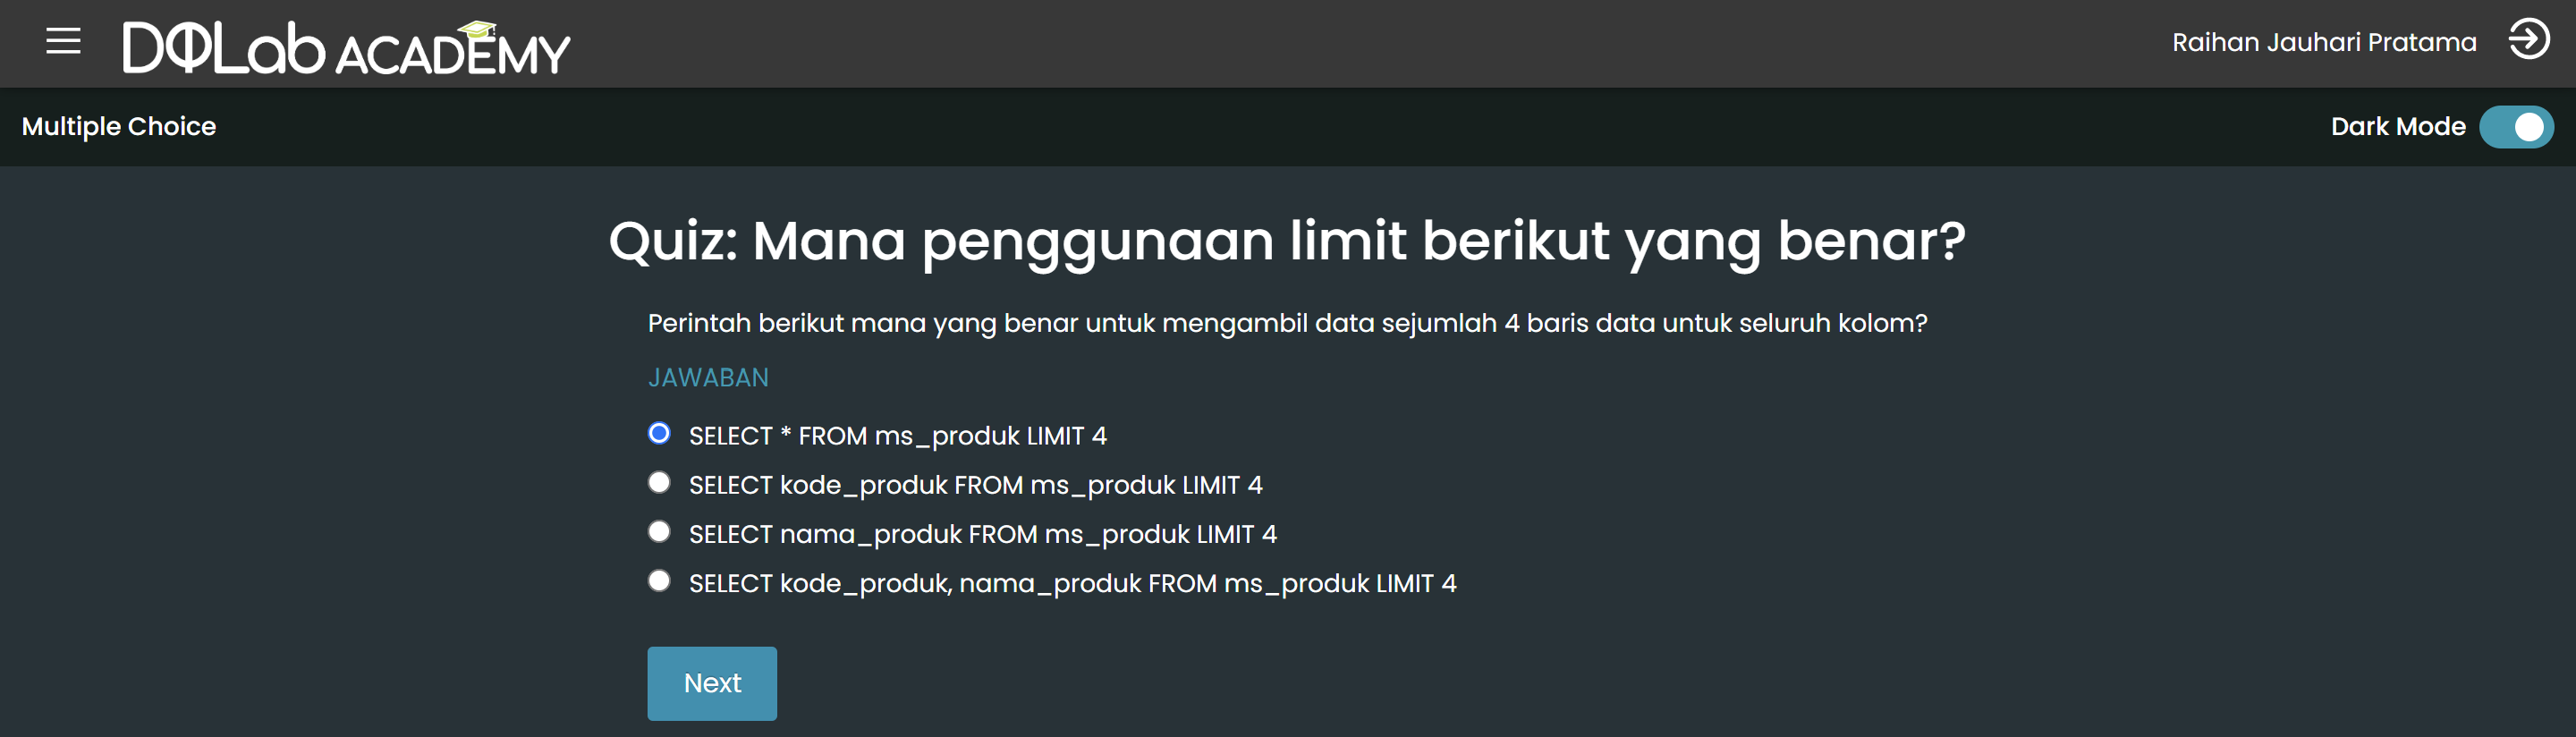 DQLab ACADEMY
Raihan Jauhari Pratama
Multiple Choice
Dark Mode
Quiz: Mana penggunaan limit berikut yang benar?
Perintah berikut mana yang benar untuk mengambil data sejumlah 4 baris data untuk seluruh kolom?
JAWABAN
SELECT * FROM ms_produk LIMIT 4
SELECT kode_produk FROM ms_produk LIMIT 4
SELECT nama_produk FROM ms_produk LIMIT 4
SELECT kode_produk, nama_produk FROM ms_produk LIMIT 4
Next